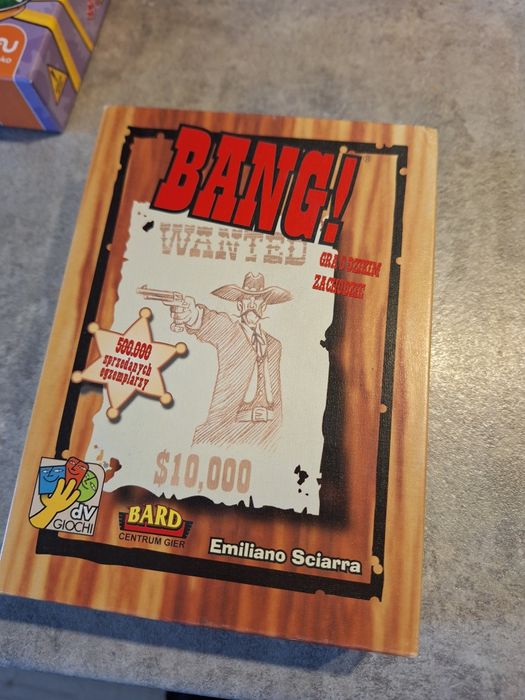 BANG!
WANTED
GRA O DZIKIM
ZACHODZIE
500.000
sprzedanych
egzemplarzy
$10,000
dV
GIOCHI
BARD
CENTRUM GIER
Emiliano Sciarra